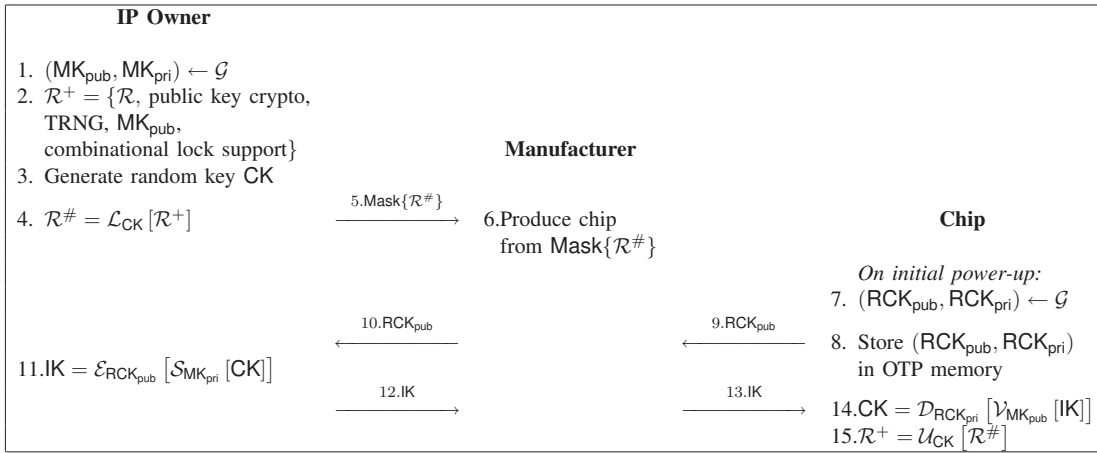 IP Owner
1. (MK_pub, MK_pri) ← 𝒢
2. ℛ⁺ = {ℛ, public key crypto,
TRNG, MK_pub,
combinational lock support}
Manufacturer
3. Generate random key CK
4. ℛ^# = ℒ_CK [ℛ⁺]
5.Mask{ℛ^#}
6.Produce chip
from Mask{ℛ^#}
Chip
On initial power-up:
7. (RCK_pub, RCK_pri) ← 𝒢
10.RCK_pub
9.RCK_pub
8. Store (RCK_pub, RCK_pri)
in OTP memory
11.IK = ℰ_RCK_pub [𝒮_MK_pri [CK]]
12.IK
13.IK
14.CK = 𝒟_RCK_pri [𝒱_MK_pub [IK]]
15.ℛ⁺ = 𝒰_CK [ℛ^#]